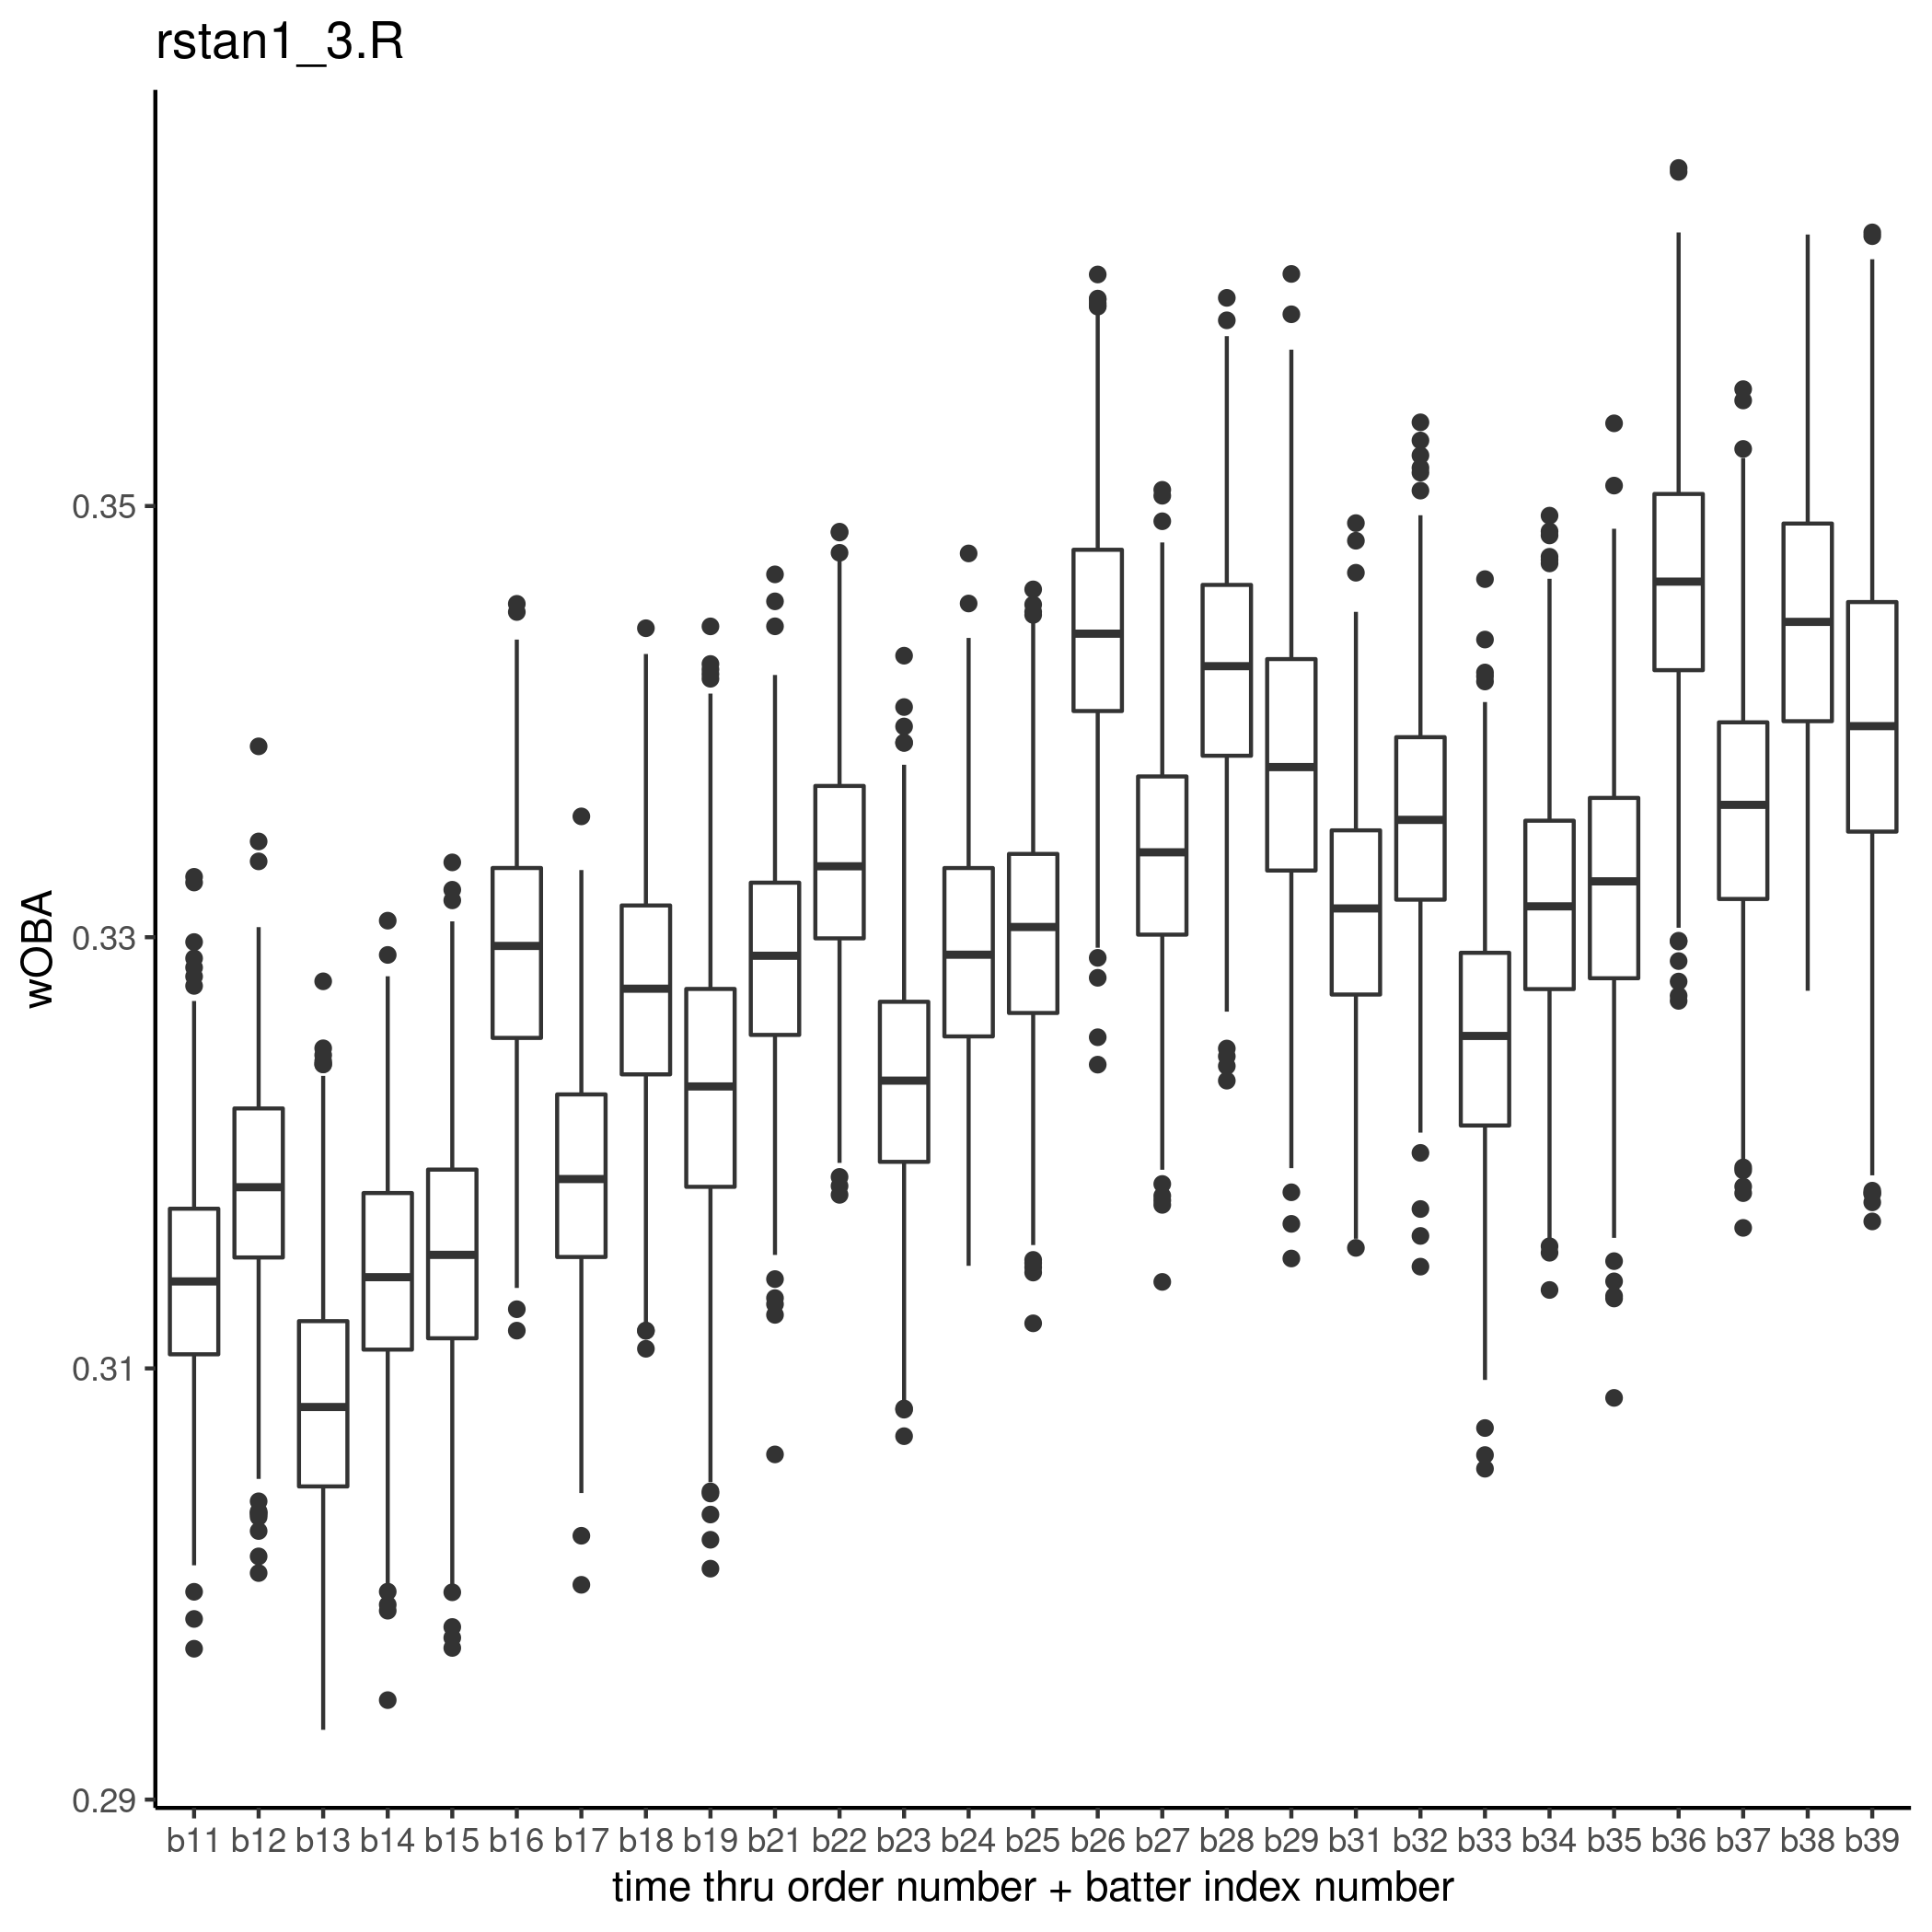 rstan1_3.R
wOBA
0.35
0.33
0.31
0.29
b11 b12 b13 b14 b15 b16 b17 b18 b19 b21 b22 b23 b24 b25 b26 b27 b28 b29 b31 b32 b33 b34 b35 b36 b37 b38 b39
time thru order number + batter index number